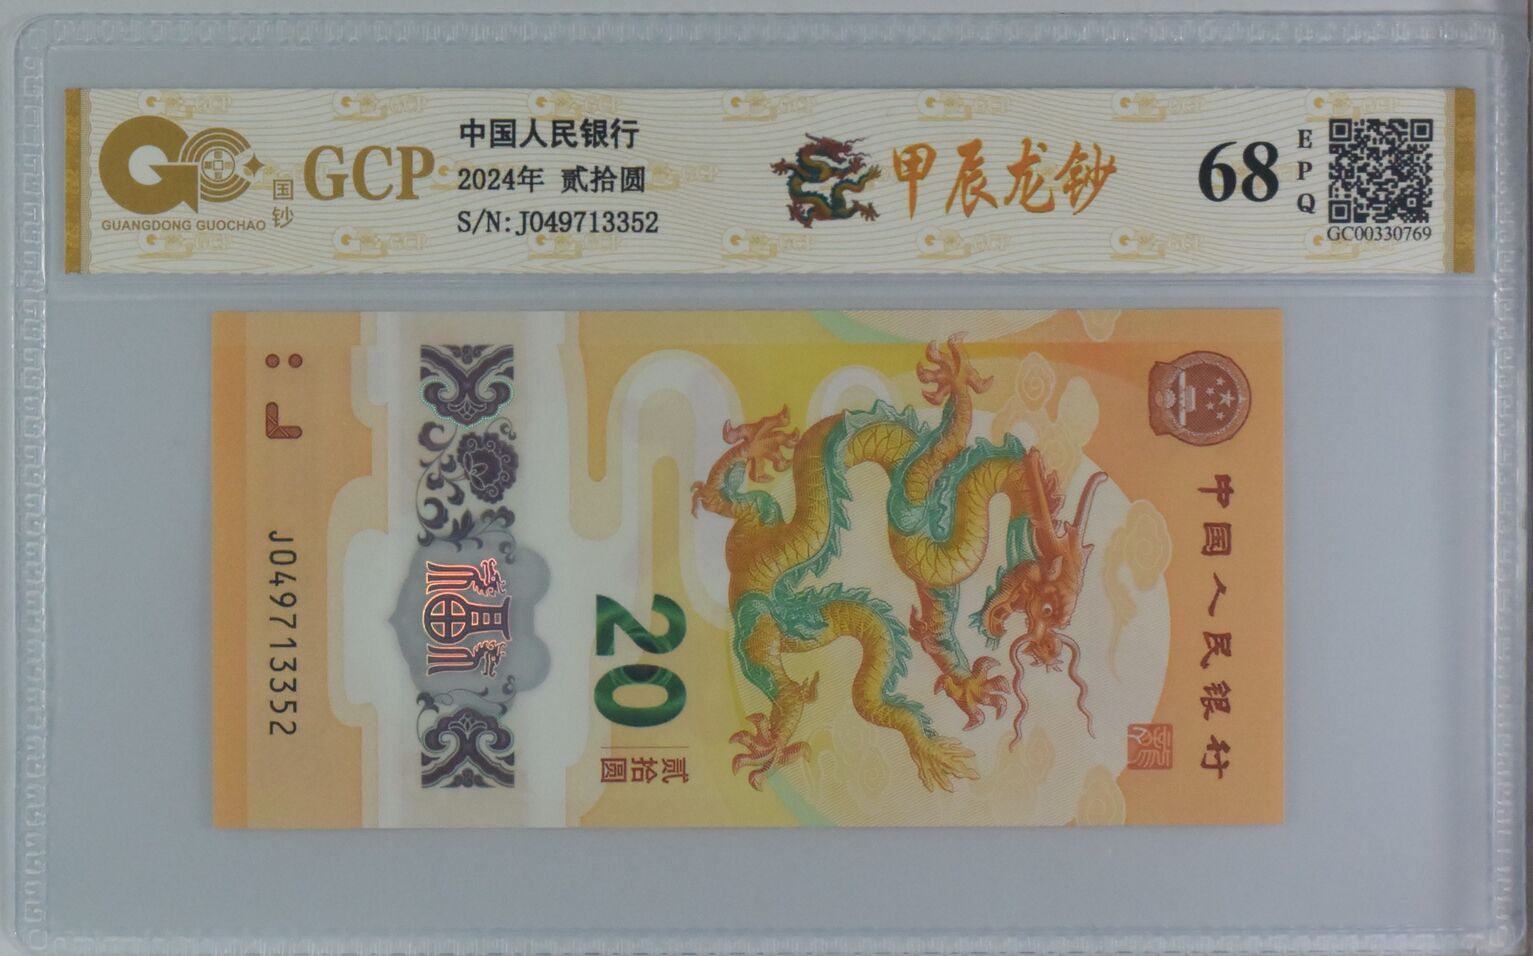 GUANGDONG GUOCHAO
国钞
GCP
中国人民银行
2024年 贰拾圆
S/N:J049713352
甲辰龙钞
68
EPQ
GC00330769
J049713352
20
贰拾圆
中国人民银行